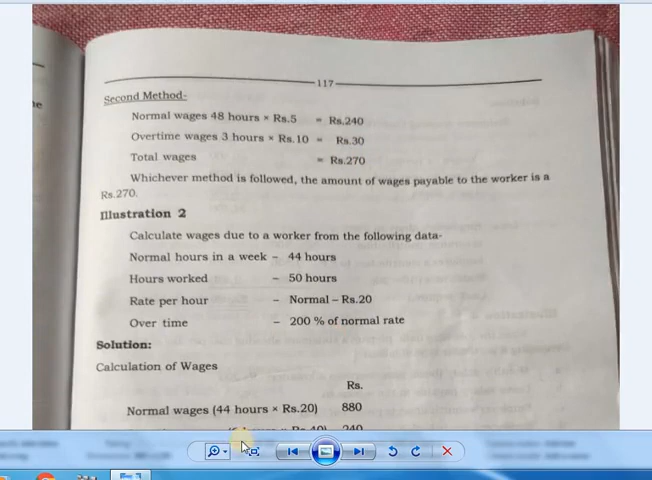 117
Second Method-
Normal wages 48 hours × Rs.5 = Rs.240
Overtime wages 3 hours × Rs.10 = Rs.30
Total wages = Rs.270
Whichever method is followed, the amount of wages payable to the worker is a
Rs.270.
Illustration 2
Calculate wages due to a worker from the following data-
Normal hours in a week - 44 hours
Hours worked - 50 hours
Rate per hour - Normal - Rs.20
Over time - 200 % of normal rate
Solution:
Calculation of Wages
Rs.
Normal wages (44 hours × Rs.20) 880
240